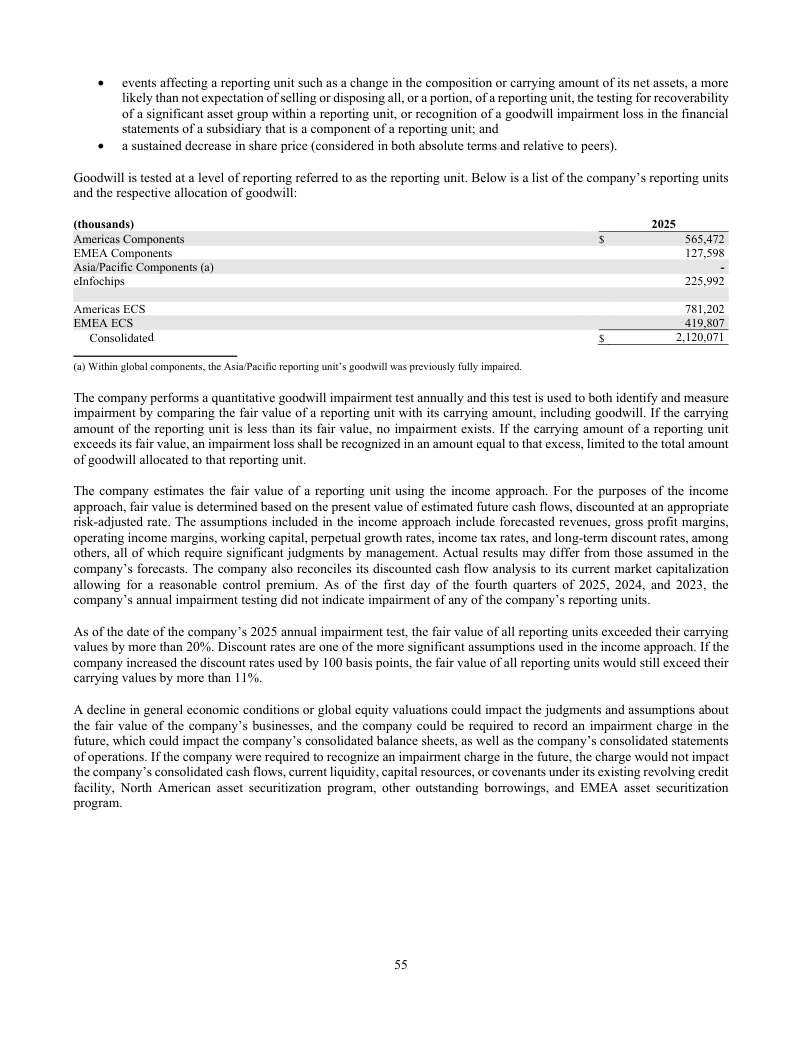 • events affecting a reporting unit such as a change in the composition or carrying amount of its net assets, a more
likely than not expectation of selling or disposing all, or a portion, of a reporting unit, the testing for recoverability
of a significant asset group within a reporting unit, or recognition of a goodwill impairment loss in the financial
statements of a subsidiary that is a component of a reporting unit; and
• a sustained decrease in share price (considered in both absolute terms and relative to peers).
Goodwill is tested at a level of reporting referred to as the reporting unit. Below is a list of the company’s reporting units
and the respective allocation of goodwill:
(thousands) 2025
Americas Components $ 565,472
EMEA Components 127,598
Asia/Pacific Components (a) -
eInfochips 225,992
Americas ECS 781,202
EMEA ECS 419,807
Consolidated $ 2,120,071
(a) Within global components, the Asia/Pacific reporting unit’s goodwill was previously fully impaired.
The company performs a quantitative goodwill impairment test annually and this test is used to both identify and measure
impairment by comparing the fair value of a reporting unit with its carrying amount, including goodwill. If the carrying
amount of the reporting unit is less than its fair value, no impairment exists. If the carrying amount of a reporting unit
exceeds its fair value, an impairment loss shall be recognized in an amount equal to that excess, limited to the total amount
of goodwill allocated to that reporting unit.
The company estimates the fair value of a reporting unit using the income approach. For the purposes of the income
approach, fair value is determined based on the present value of estimated future cash flows, discounted at an appropriate
risk-adjusted rate. The assumptions included in the income approach include forecasted revenues, gross profit margins,
operating income margins, working capital, perpetual growth rates, income tax rates, and long-term discount rates, among
others, all of which require significant judgments by management. Actual results may differ from those assumed in the
company’s forecasts. The company also reconciles its discounted cash flow analysis to its current market capitalization
allowing for a reasonable control premium. As of the first day of the fourth quarters of 2025, 2024, and 2023, the
company’s annual impairment testing did not indicate impairment of any of the company’s reporting units.
As of the date of the company’s 2025 annual impairment test, the fair value of all reporting units exceeded their carrying
values by more than 20%. Discount rates are one of the more significant assumptions used in the income approach. If the
company increased the discount rates used by 100 basis points, the fair value of all reporting units would still exceed their
carrying values by more than 11%.
A decline in general economic conditions or global equity valuations could impact the judgments and assumptions about
the fair value of the company’s businesses, and the company could be required to record an impairment charge in the
future, which could impact the company’s consolidated balance sheets, as well as the company’s consolidated statements
of operations. If the company were required to recognize an impairment charge in the future, the charge would not impact
the company’s consolidated cash flows, current liquidity, capital resources, or covenants under its existing revolving credit
facility, North American asset securitization program, other outstanding borrowings, and EMEA asset securitization
program.
55